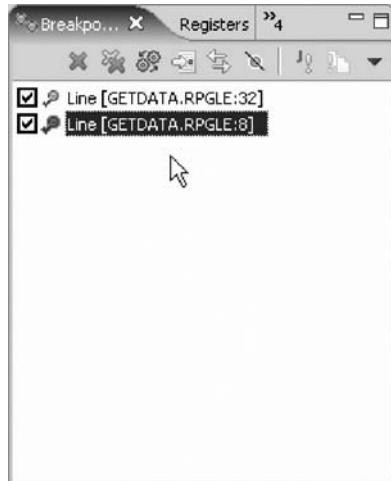 Breakpo... Registers »4
Line [GETDATA.RPGLE:32]
Line [GETDATA.RPGLE:8]